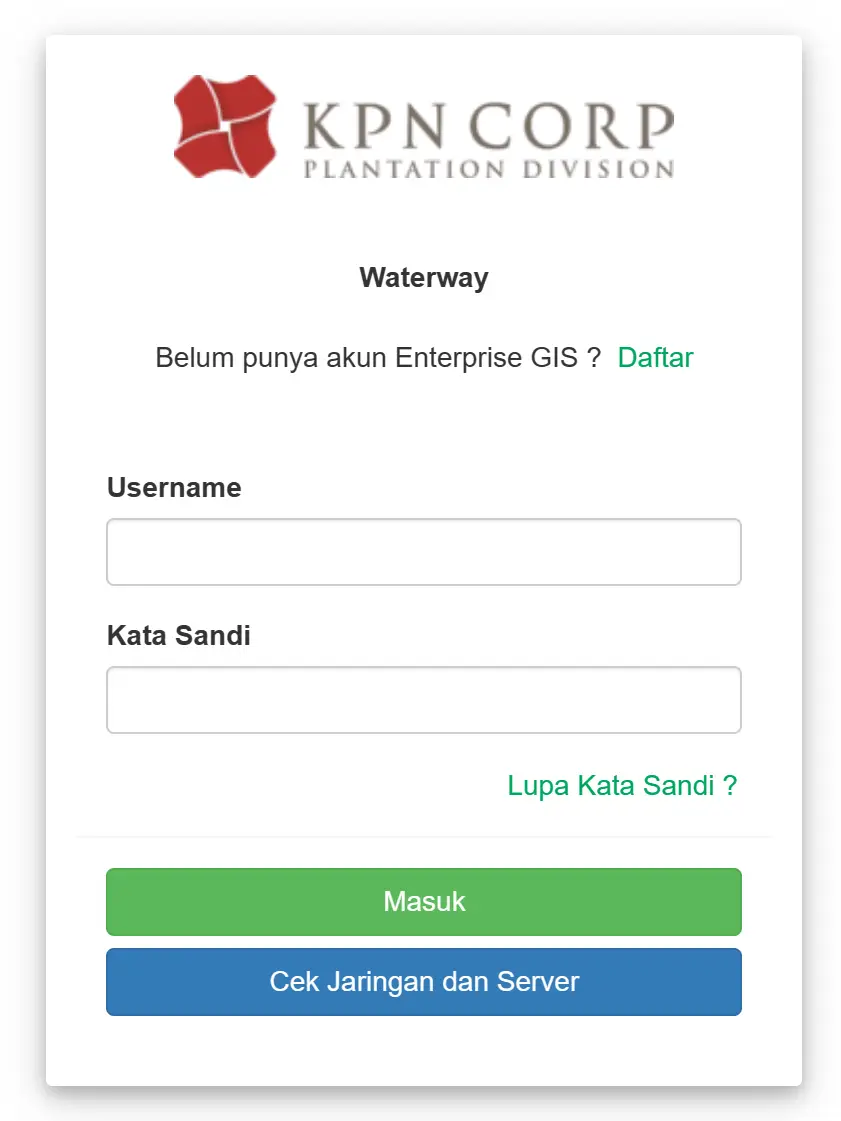 KPN CORP
PLANTATION DIVISION
Waterway
Belum punya akun Enterprise GIS ? Daftar
Username
Kata Sandi
Lupa Kata Sandi ?
Masuk
Cek Jaringan dan Server